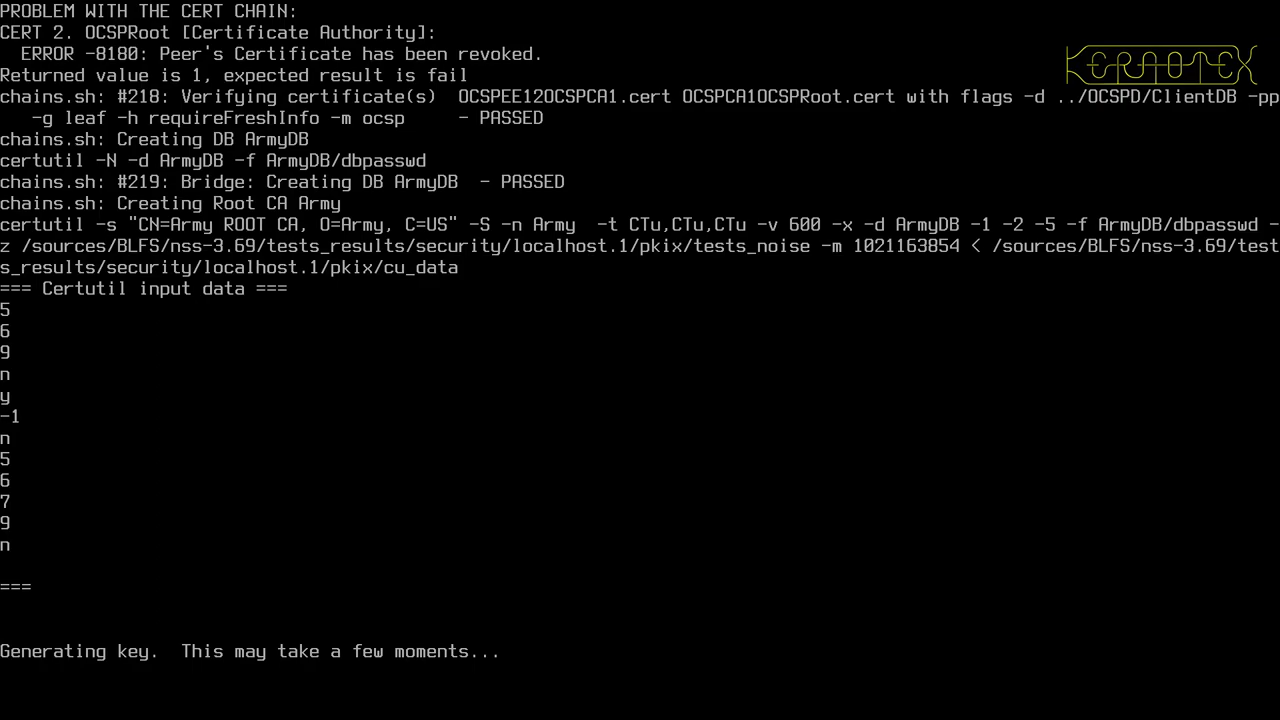 PROBLEM WITH THE CERT CHAIN:
CERT 2. OCSPRoot [Certificate Authority]:
  ERROR -8180: Peer's Certificate has been revoked.
KERNOTEX
Returned value is 1, expected result is fail
chains.sh: #218: Verifying certificate(s)  OCSPEE12OCSPCA1.cert OCSPCA1OCSPRoot.cert with flags -d ../OCSPD/ClientDB -pp
   -g leaf -h requireFreshInfo -m ocsp     - PASSED
chains.sh: Creating DB ArmyDB
certutil -N -d ArmyDB -f ArmyDB/dbpasswd
chains.sh: #219: Bridge: Creating DB ArmyDB  - PASSED
chains.sh: Creating Root CA Army
certutil -s "CN=Army ROOT CA, O=Army, C=US" -S -n Army  -t CTu,CTu,CTu -v 600 -x -d ArmyDB -1 -2 -5 -f ArmyDB/dbpasswd -
z /sources/BLFS/nss-3.69/tests_results/security/localhost.1/pkix/tests_noise -m 1021163854 < /sources/BLFS/nss-3.69/test
s_results/security/localhost.1/pkix/cu_data
=== Certutil input data ===
5
6
9
n
y
-1
n
5
6
7
9
n
===
Generating key.  This may take a few moments...